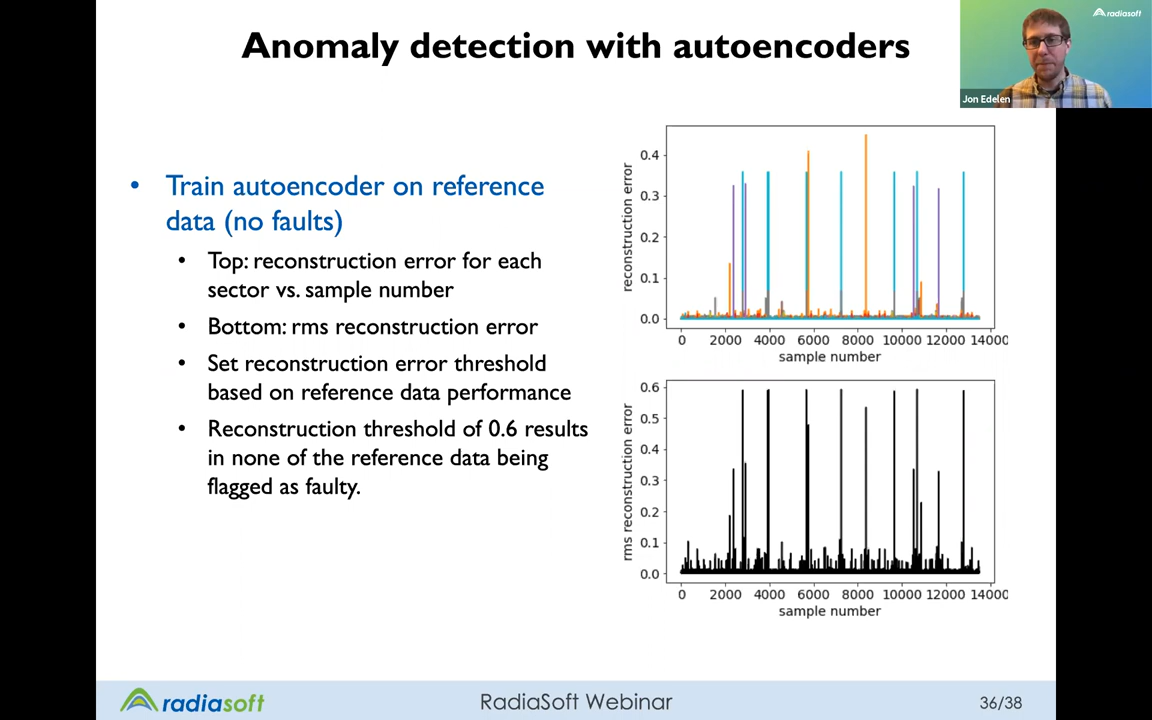 Anomaly detection with autoencoders
radiasoft
Jon Edelen
• Train autoencoder on reference
data (no faults)
• Top: reconstruction error for each
sector vs. sample number
• Bottom: rms reconstruction error
• Set reconstruction error threshold
based on reference data performance
• Reconstruction threshold of 0.6 results
in none of the reference data being
flagged as faulty.
reconstruction error
0.4
0.3
0.2
0.1
0.0
0 2000 4000 6000 8000 10000 12000 14000
sample number
rms reconstruction error
0.6
0.5
0.4
0.3
0.2
0.1
0.0
0 2000 4000 6000 8000 10000 12000 14000
sample number
radiasoft
RadiaSoft Webinar
36/38